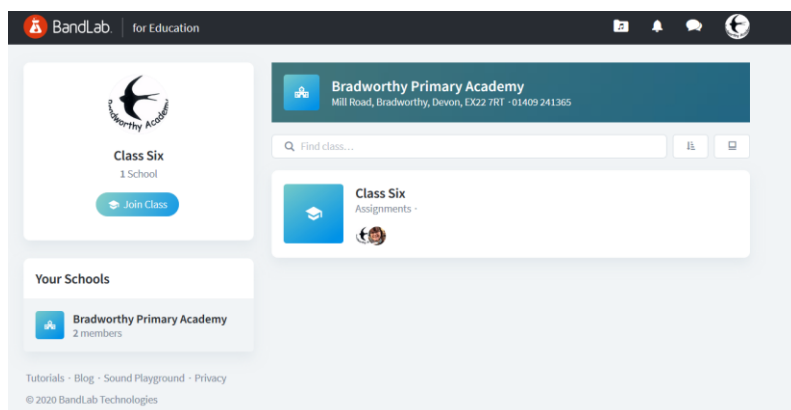 BandLab. for Education
Bradworthy Academy
Class Six
1 School
Join Class
Your Schools
Bradworthy Primary Academy
2 members
Tutorials - Blog - Sound Playground - Privacy
© 2020 BandLab Technologies
Bradworthy Primary Academy
Mill Road, Bradworthy, Devon, EX22 7RT - 01409 241365
Find class...
Class Six
Assignments -